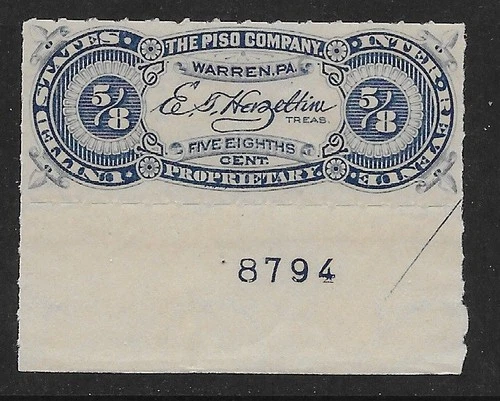 UNITED STATES
THE PISO COMPANY.
INTER. REVENUE
WARREN, PA.
5/8
E. T. Hazeltine
TREAS.
5/8
FIVE EIGHTHS
CENT.
PROPRIETARY.
8794